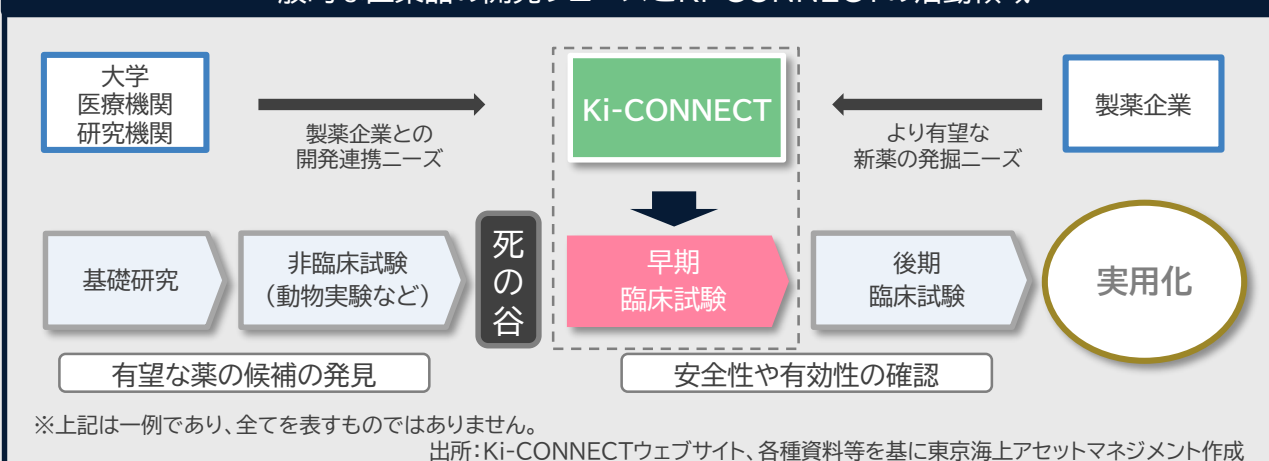 大学
医療機関
研究機関
製薬企業との
開発連携ニーズ
Ki-CONNECT
より有望な
新薬の発掘ニーズ
製薬企業
基礎研究
非臨床試験
（動物実験など）
死の谷
早期
臨床試験
後期
臨床試験
実用化
有望な薬の候補の発見
安全性や有効性の確認
※上記は一例であり、全てを表すものではありません。
出所：Ki-CONNECTウェブサイト、各種資料等を基に東京海上アセットマネジメント作成